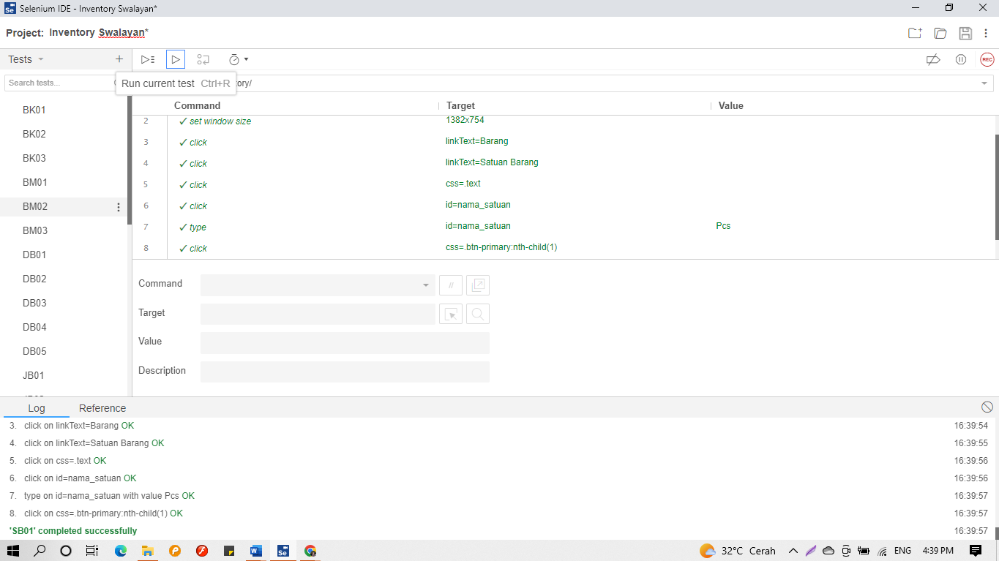 Selenium IDE - Inventory Swalayan*
Project: Inventory Swalayan*
Tests
Search tests...
Run current test Ctrl+R
tory/
REC
Command Target Value
2 set window size 1382x754
3 click linkText=Barang
4 click linkText=Satuan Barang
5 click css=.text
6 click id=nama_satuan
7 type id=nama_satuan Pcs
8 click css=.btn-primary:nth-child(1)
BK01
BK02
BK03
BM01
BM02
BM03
DB01
DB02
DB03
DB04
DB05
JB01
Command
//
Target
Value
Description
Log Reference
3. click on linkText=Barang OK 16:39:54
4. click on linkText=Satuan Barang OK 16:39:55
5. click on css=.text OK 16:39:56
6. click on id=nama_satuan OK 16:39:56
7. type on id=nama_satuan with value Pcs OK 16:39:57
8. click on css=.btn-primary:nth-child(1) OK 16:39:57
'SB01' completed successfully 16:39:57
32°C Cerah ENG 4:39 PM